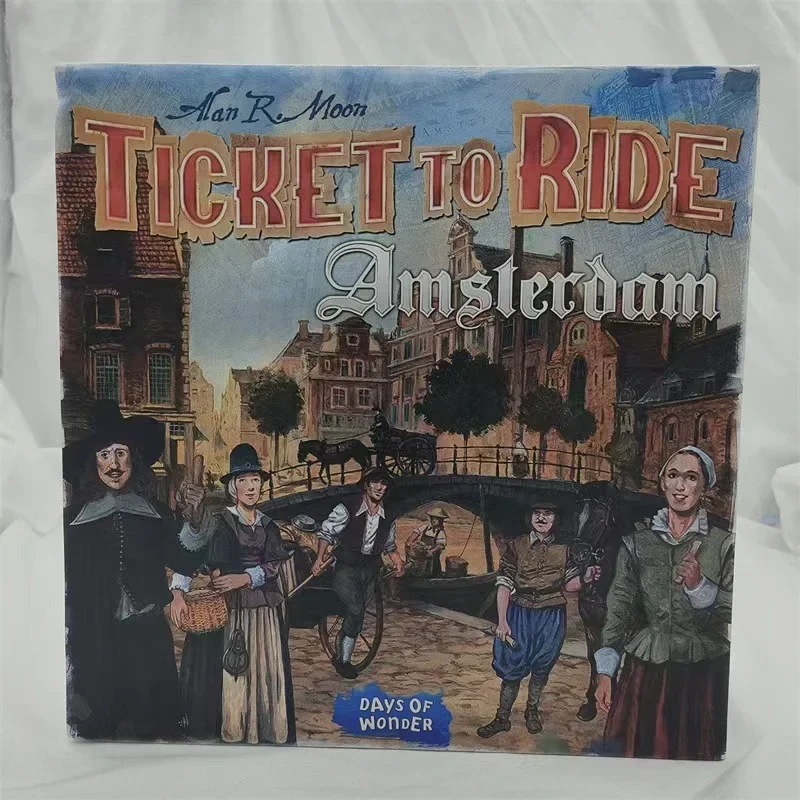 Alan R. Moon
TICKET TO RIDE
Amsterdam
DAYS OF
WONDER